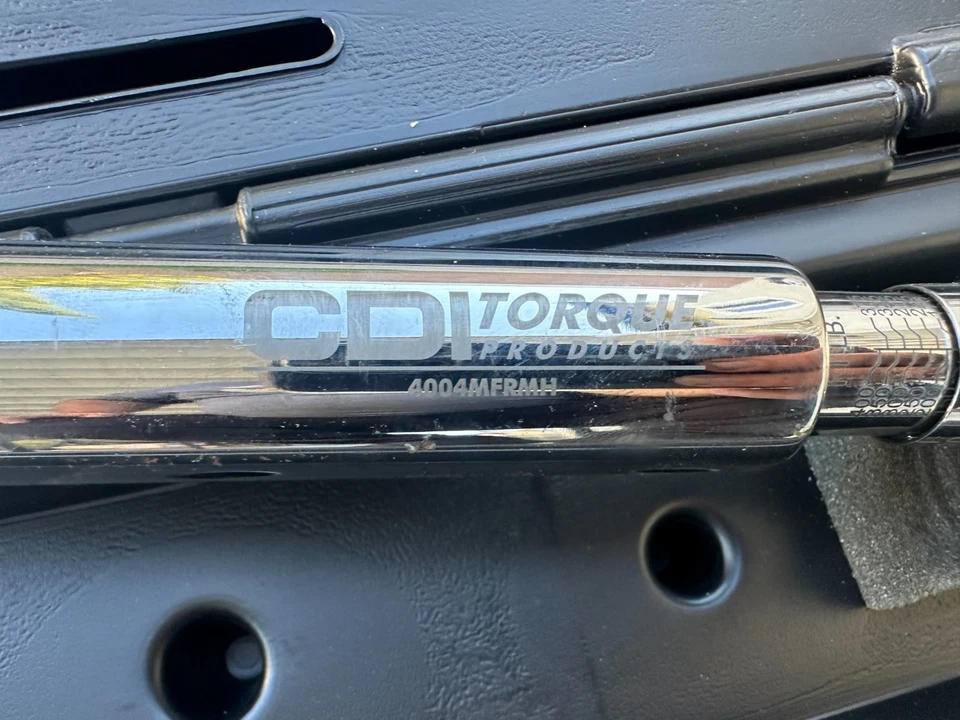 CDI TORQUE
PRODUCTS
4004MFRMH
B.